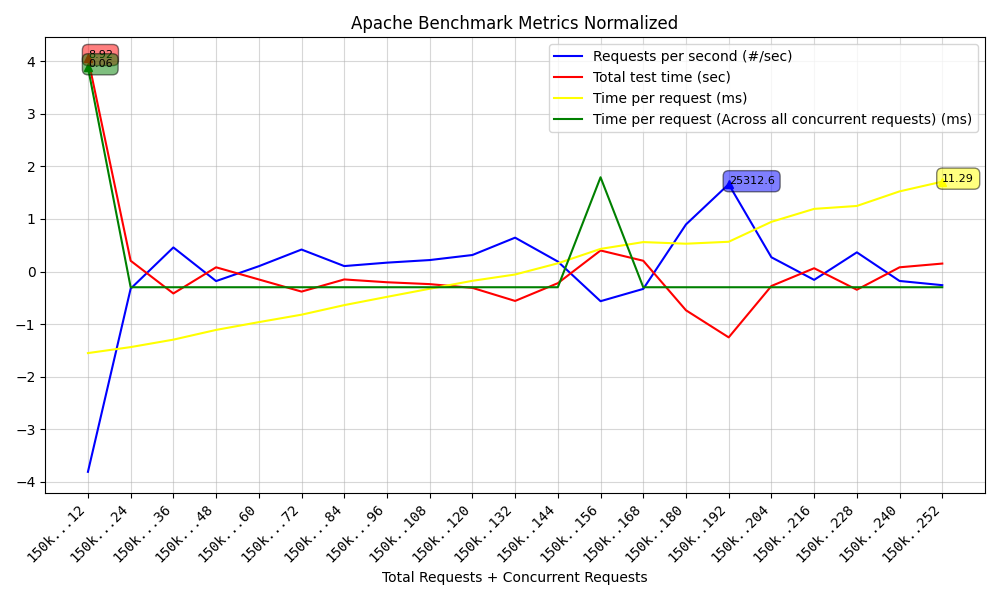 Apache Benchmark Metrics Normalized
8.92
0.06
25312.6
11.29
Requests per second (#/sec)
Total test time (sec)
Time per request (ms)
Time per request (Across all concurrent requests) (ms)
4
3
2
1
0
−1
−2
−3
−4
150k...12
150k...24
150k...36
150k...48
150k...60
150k...72
150k...84
150k...96
150k...108
150k...120
150k...132
150k...144
150k...156
150k...168
150k...180
150k...192
150k...204
150k...216
150k...228
150k...240
150k...252
Total Requests + Concurrent Requests